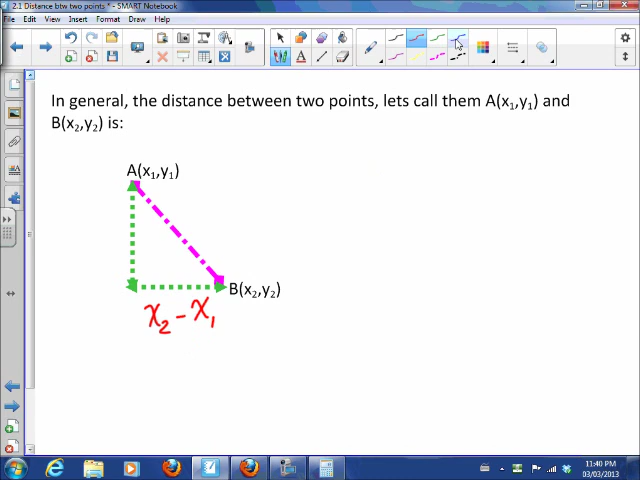 2.1 Distance btw two points * - SMART Notebook
File Edit View Insert Format Draw Help
In general, the distance between two points, lets call them A(x₁,y₁) and
B(x₂,y₂) is:
A(x₁,y₁)
B(x₂,y₂)
x₂ - x₁
11:40 PM
03/03/2013